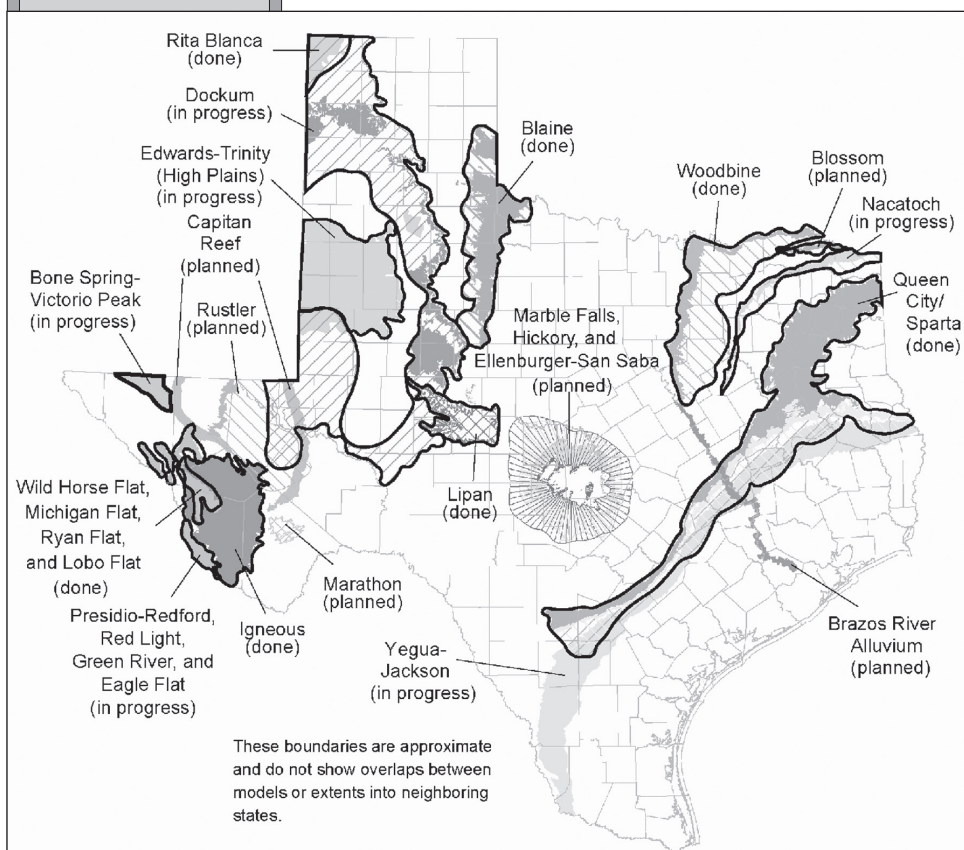 Rita Blanca
(done)
Dockum
(in progress)
Edwards-Trinity
(High Plains)
(in progress)
Capitan
Reef
(planned)
Bone Spring-
Victorio Peak
(in progress)
Rustler
(planned)
Blaine
(done)
Woodbine
(done)
Blossom
(planned)
Nacatoch
(in progress)
Queen
City/
Sparta
(done)
Marble Falls,
Hickory, and
Ellenburger-San Saba
(planned)
Wild Horse Flat,
Michigan Flat,
Ryan Flat,
and Lobo Flat
(done)
Presidio-Redford,
Red Light,
Green River, and
Eagle Flat
(in progress)
Igneous
(done)
Marathon
(planned)
Lipan
(done)
Yegua-
Jackson
(in progress)
Brazos River
Alluvium
(planned)
These boundaries are approximate
and do not show overlaps between
models or extents into neighboring
states.